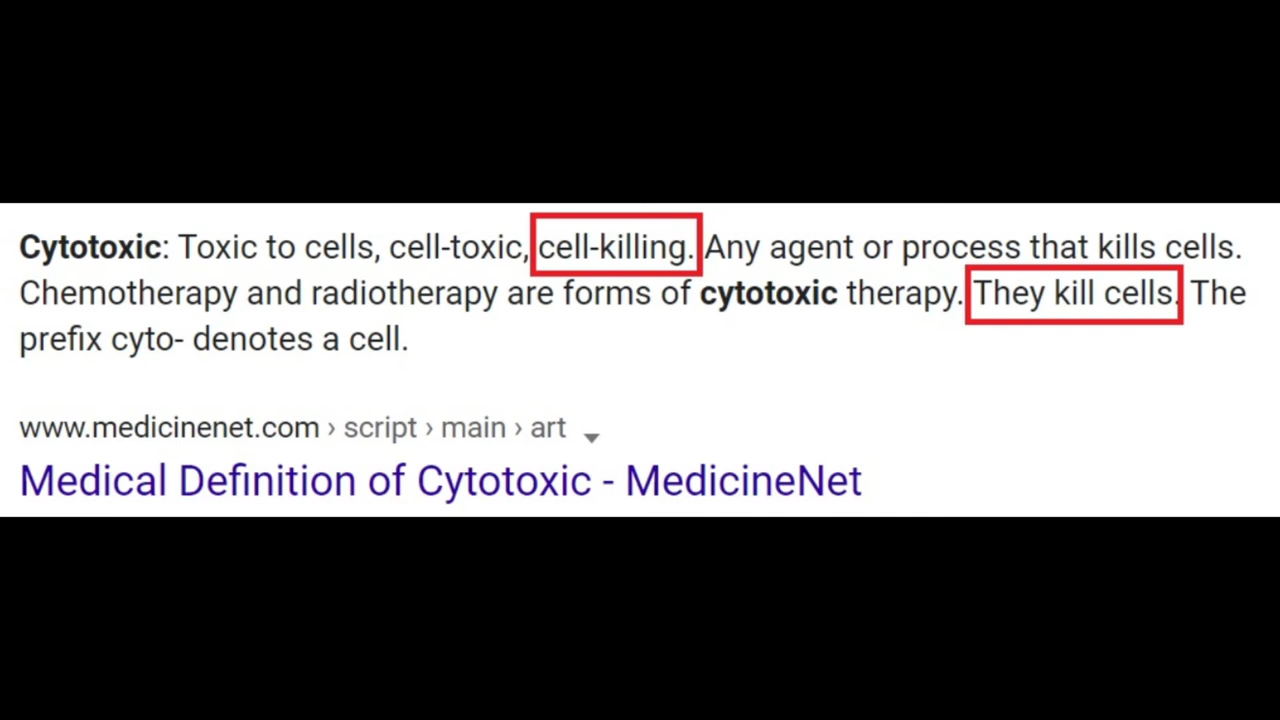 Cytotoxic: Toxic to cells, cell-toxic, cell-killing. Any agent or process that kills cells.
Chemotherapy and radiotherapy are forms of cytotoxic therapy. They kill cells. The
prefix cyto- denotes a cell.
www.medicinenet.com › script › main › art
Medical Definition of Cytotoxic - MedicineNet